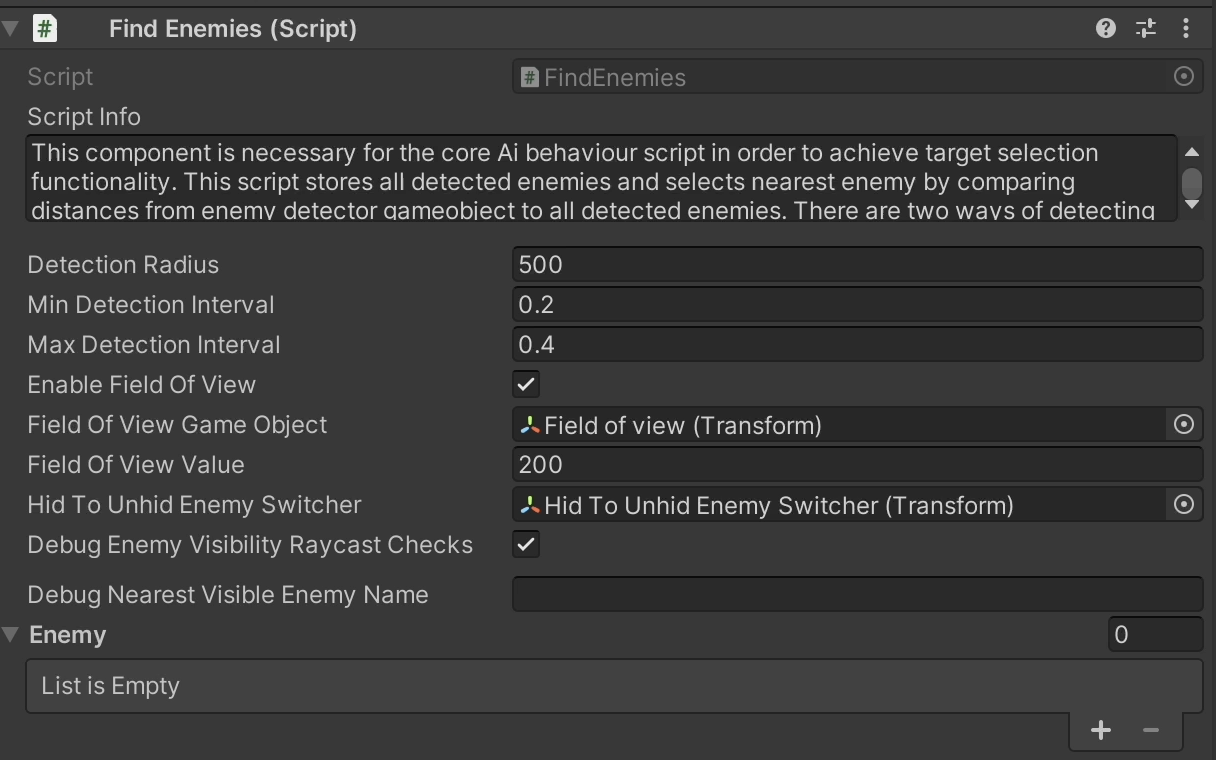 Find Enemies (Script)
Script
FindEnemies
Script Info
This component is necessary for the core Ai behaviour script in order to achieve target selection
functionality. This script stores all detected enemies and selects nearest enemy by comparing
distances from enemy detector gameobject to all detected enemies. There are two ways of detecting
Detection Radius
500
Min Detection Interval
0.2
Max Detection Interval
0.4
Enable Field Of View
Field Of View Game Object
Field of view (Transform)
Field Of View Value
200
Hid To Unhid Enemy Switcher
Hid To Unhid Enemy Switcher (Transform)
Debug Enemy Visibility Raycast Checks
Debug Nearest Visible Enemy Name
Enemy
0
List is Empty